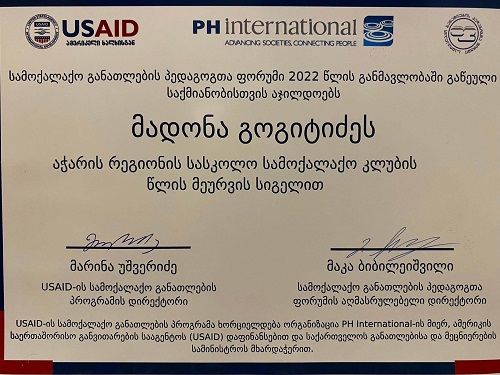 USAID
ᲐᲛᲔᲠᲘᲙᲔᲚᲘ ᲮᲐᲚᲮᲘᲡᲒᲐᲜ
PH international
ADVANCING SOCIETIES, CONNECTING PEOPLE
სამოქალაქო განათლების პედაგოგთა ფორუმი 2022 წლის განმავლობაში გაწეული
საქმიანობისთვის აჯილდოებს
მადონა გოგიტიძეს
აჭარის რეგიონის სასკოლო სამოქალაქო კლუბის
წლის მეურვის სიგელით
მარინა უშვერიძე
USAID-ის სამოქალაქო განათლების
პროგრამის დირექტორი
მაკა ბიბილეიშვილი
სამოქალაქო განათლების პედაგოგთა
ფორუმის აღმასრულებელი დირექტორი
USAID-ის სამოქალაქო განათლების პროგრამა ხორციელდება ორგანიზაცია PH International-ის მიერ, ამერიკის
საერთაშორისო განვითარების სააგენტოს (USAID) დაფინანსებით და საქართველოს განათლებისა და მეცნიერების
სამინისტროს მხარდაჭერით.